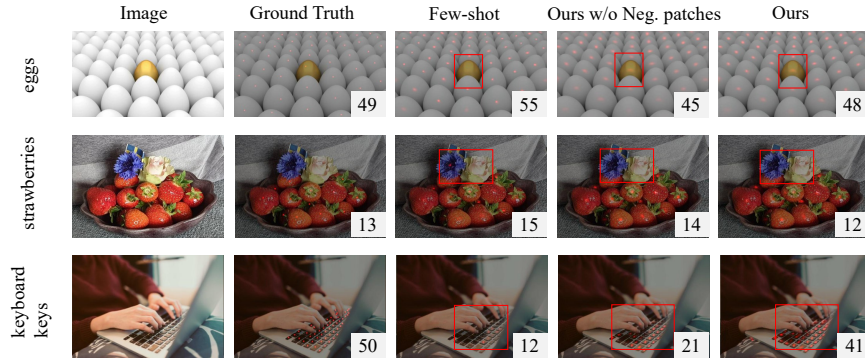 Image Ground Truth Few-shot Ours w/o Neg. patches Ours
eggs 49 55 45 48
strawberries 13 15 14 12
keyboard
keys 50 12 21 41